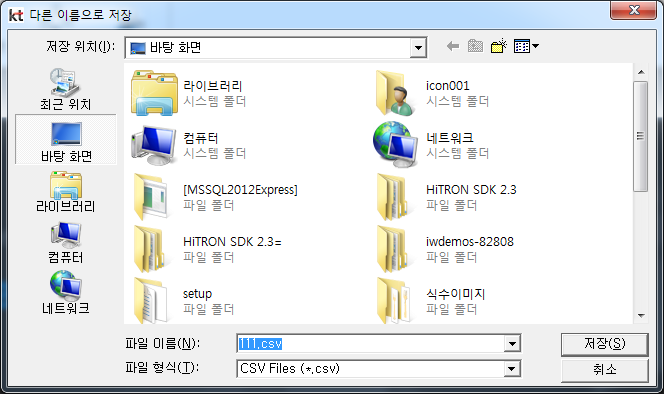 kt 다른 이름으로 저장
저장 위치(I): 바탕 화면
최근 위치
바탕 화면
라이브러리
컴퓨터
네트워크
라이브러리
시스템 폴더
icon001
시스템 폴더
컴퓨터
시스템 폴더
네트워크
시스템 폴더
[MSSQL2012Express]
파일 폴더
HiTRON SDK 2.3
파일 폴더
HiTRON SDK 2.3=
파일 폴더
iwdemos-82808
파일 폴더
setup
파일 폴더
식수이미지
파일 폴더
파일 이름(N): 111.csv 저장(S)
파일 형식(T): CSV Files (*.csv) 취소